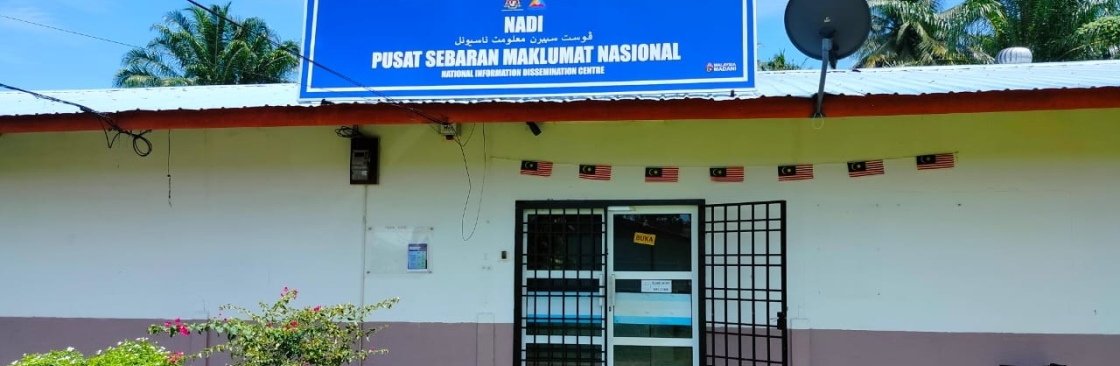 NADI
ڤوست سيبرن معلومت ناسيونل
PUSAT SEBARAN MAKLUMAT NASIONAL
NATIONAL INFORMATION DISSEMINATION CENTRE
MALAYSIA
MADANI
BUKA